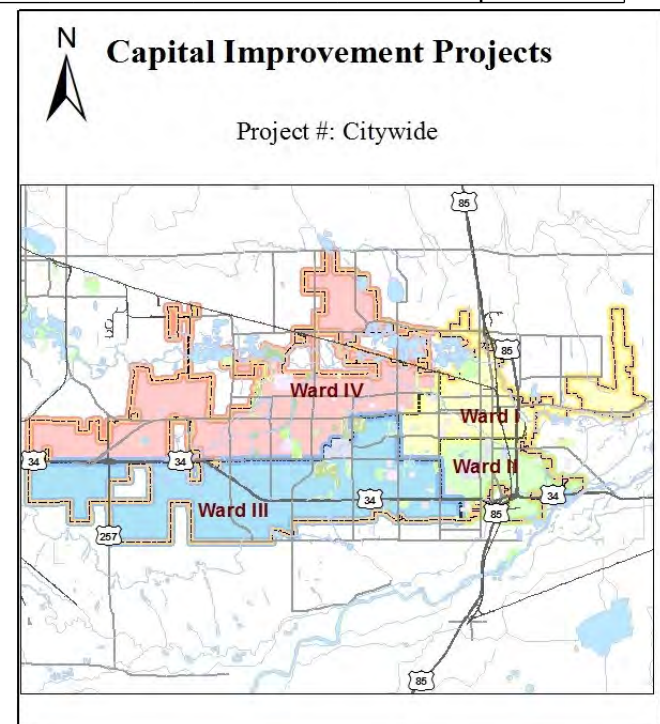 N
Capital Improvement Projects
Project #: Citywide
85
85
Ward IV
Ward I
34
34
Ward II
34
34
Ward III
85
257
85